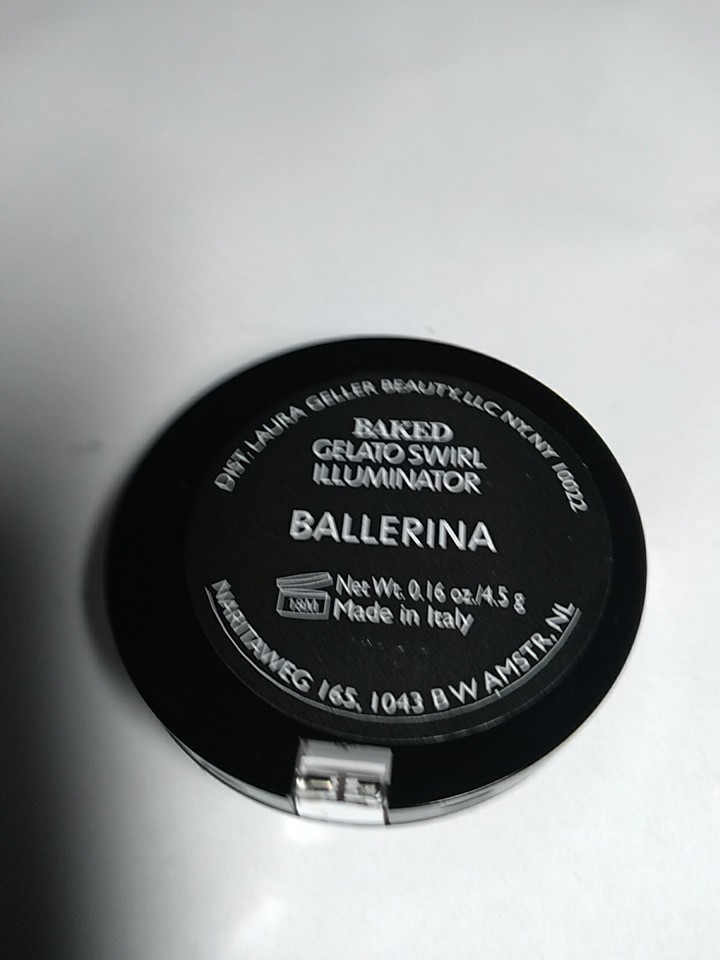 DIST. LAURA GELLER BEAUTY, LLC NY, NY 10022
BAKED
GELATO SWIRL
ILLUMINATOR
BALLERINA
18M
Net Wt. 0.16 oz./4.5 g
Made in Italy
NARITAWEG 165, 1043 BW AMSTR, NL